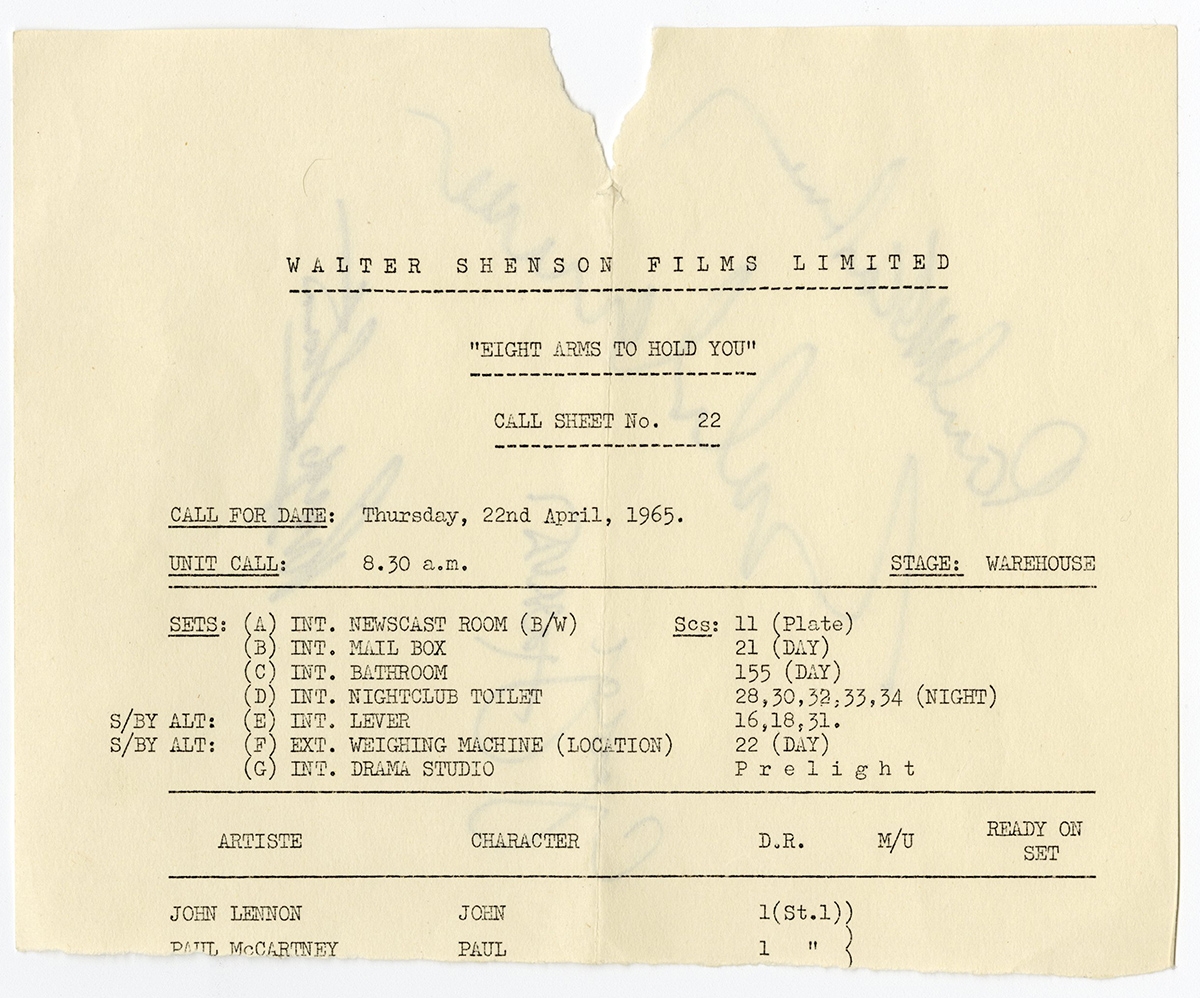 WALTER SHENSON FILMS LIMITED
"EIGHT ARMS TO HOLD YOU"
CALL SHEET No. 22
CALL FOR DATE: Thursday, 22nd April, 1965.
UNIT CALL: 8.30 a.m. STAGE: WAREHOUSE
SETS: (A) INT. NEWSCAST ROOM (B/W) Scs: 11 (Plate)
(B) INT. MAIL BOX 21 (DAY)
(C) INT. BATHROOM 155 (DAY)
(D) INT. NIGHTCLUB TOILET 28,30,32,33,34 (NIGHT)
S/BY ALT: (E) INT. LEVER 16,18,31.
S/BY ALT: (F) EXT. WEIGHING MACHINE (LOCATION) 22 (DAY)
(G) INT. DRAMA STUDIO Prelight
ARTISTE CHARACTER D.R. M/U READY ON SET
JOHN LENNON JOHN 1(St.1))
PAUL McCARTNEY PAUL 1 " )